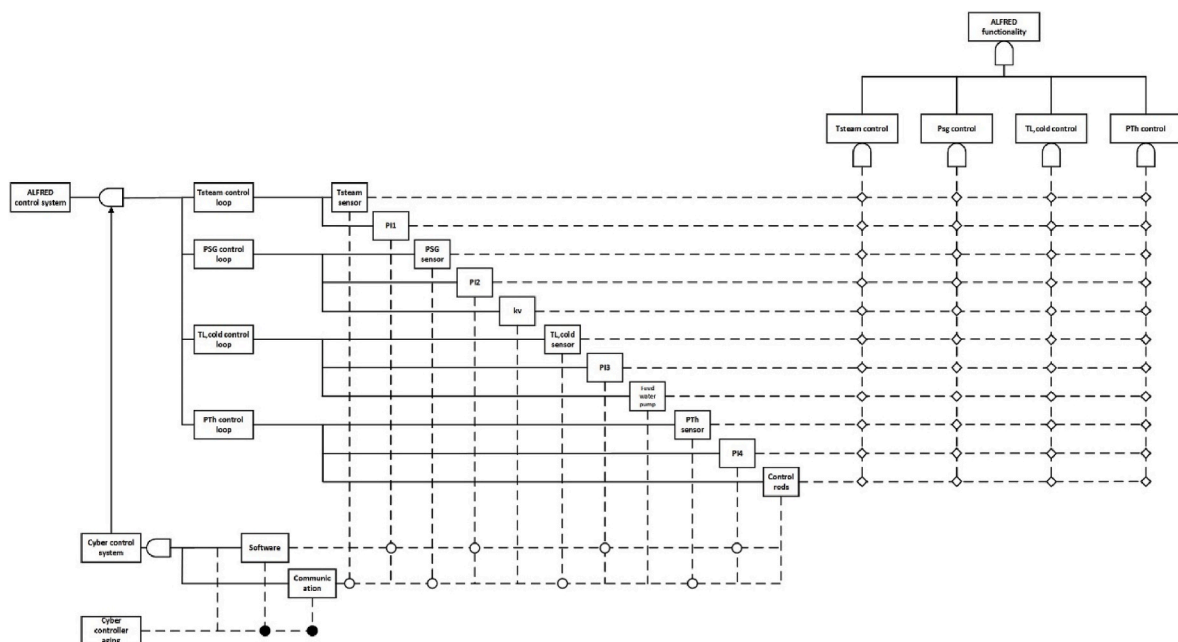 ALFRED
functionality
Tsteam control
Psg control
TL,cold control
PTh control
ALFRED
control system
Tsteam control
loop
Tsteam
sensor
PI1
PSG control
loop
PSG
sensor
PI2
kv
TL,cold control
loop
TL,cold
sensor
PI3
Feed
water
pump
PTh control
loop
PTh
sensor
PI4
Control
rods
Cyber control
system
Software
Communic
ation
Cyber
controller
aging